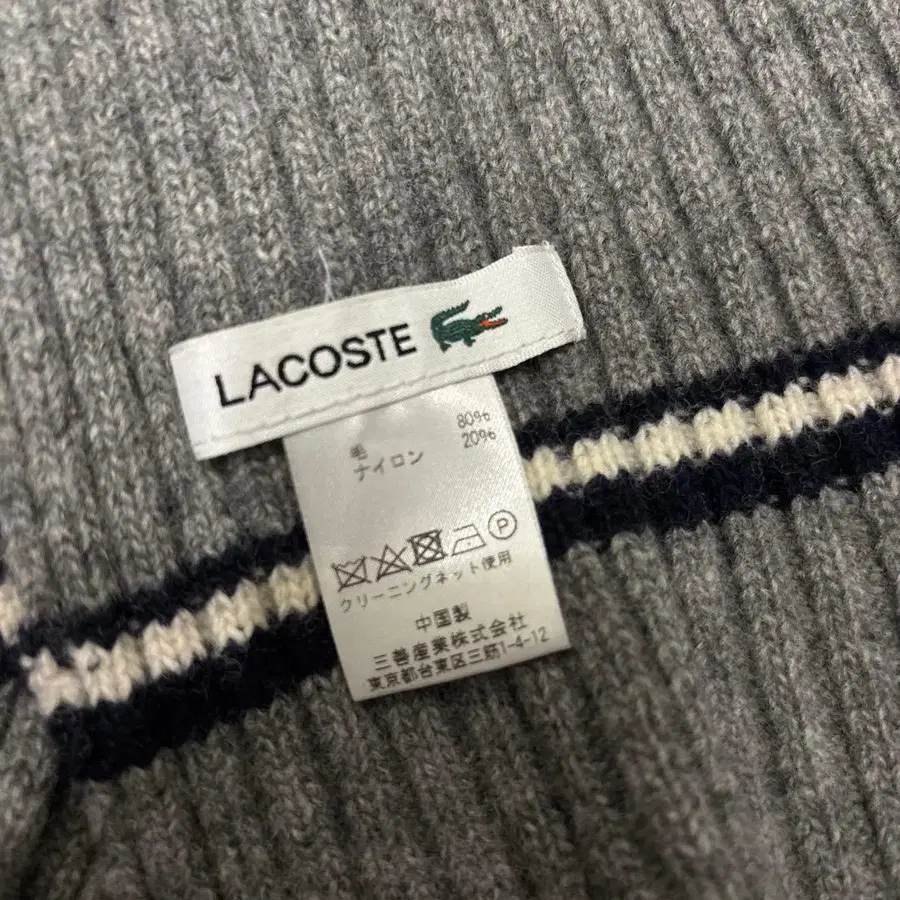 LACOSTE
毛 80%
ナイロン 20%
P
クリーニングネット使用
中国製
三巻産業株式会社
東京都台東区三筋1-4-12